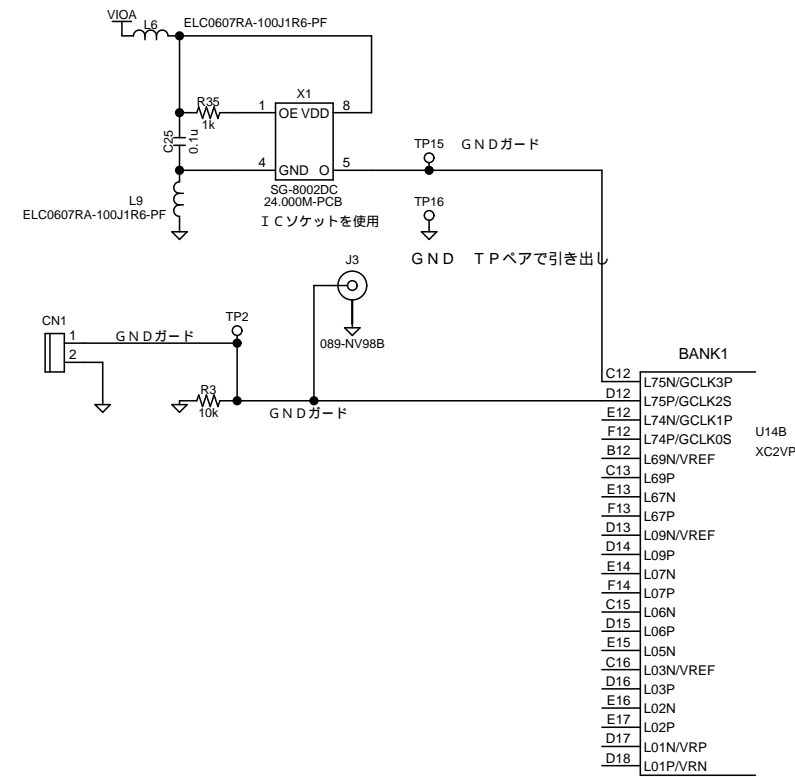 VIOA
L6
ELC0607RA-100J1R6-PF
X1
R35
1k
1
OE VDD
8
C25
0.1u
4
GND O
5
SG-8002DC
24.000M-PCB
ICソケットを使用
L9
ELC0607RA-100J1R6-PF
TP15
GNDガード
TP16
GND TPペアで引き出し
J3
089-NV98B
CN1
1
2
GNDガード
TP2
R3
10k
GNDガード
BANK1
C12 L75N/GCLK3P
D12 L75P/GCLK2S
E12 L74N/GCLK1P
F12 L74P/GCLK0S
B12 L69N/VREF
C13 L69P
E13 L67N
F13 L67P
D13 L09N/VREF
D14 L09P
E14 L07N
F14 L07P
C15 L06N
D15 L06P
E15 L05N
C16 L03N/VREF
D16 L03P
E16 L02N
E17 L02P
D17 L01N/VRP
D18 L01P/VRN
U14B
XC2VP